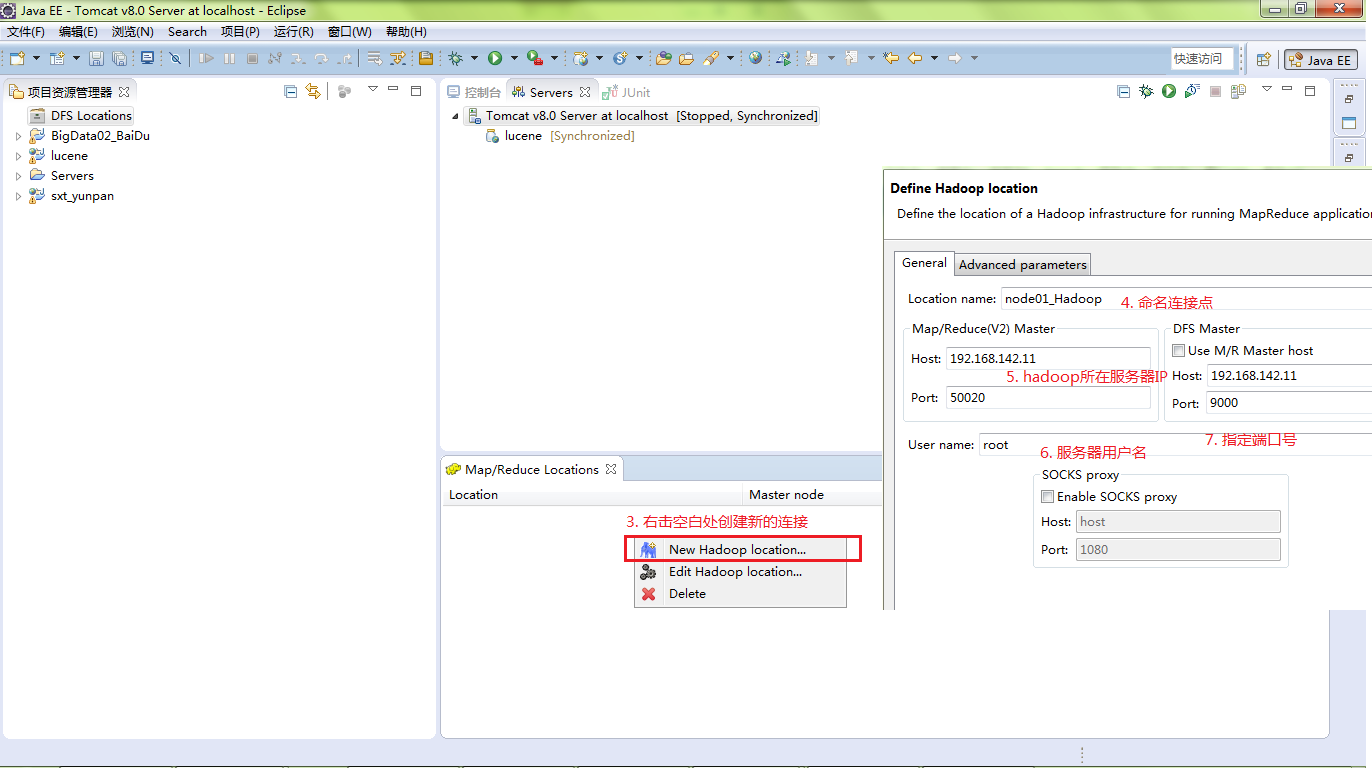 Java EE - Tomcat v8.0 Server at localhost - Eclipse
文件(F) 编辑(E) 浏览(N) Search 项目(P) 运行(R) 窗口(W) 帮助(H)
快速访问 Java EE
项目资源管理器
DFS Locations
BigData02_BaiDu
lucene
Servers
sxt_yunpan
控制台 Servers JUnit
Tomcat v8.0 Server at localhost [Stopped, Synchronized]
lucene [Synchronized]
Define Hadoop location
Define the location of a Hadoop infrastructure for running MapReduce application
General Advanced parameters
Location name: node01_Hadoop 4. 命名连接点
Map/Reduce(V2) Master
Host: 192.168.142.11
5. hadoop所在服务器IP
Port: 50020
DFS Master
Use M/R Master host
Host: 192.168.142.11
Port: 9000
7. 指定端口号
User name: root
6. 服务器用户名
SOCKS proxy
Enable SOCKS proxy
Host: host
Port: 1080
Map/Reduce Locations
Location Master node
3. 右击空白处创建新的连接
New Hadoop location...
Edit Hadoop location...
Delete